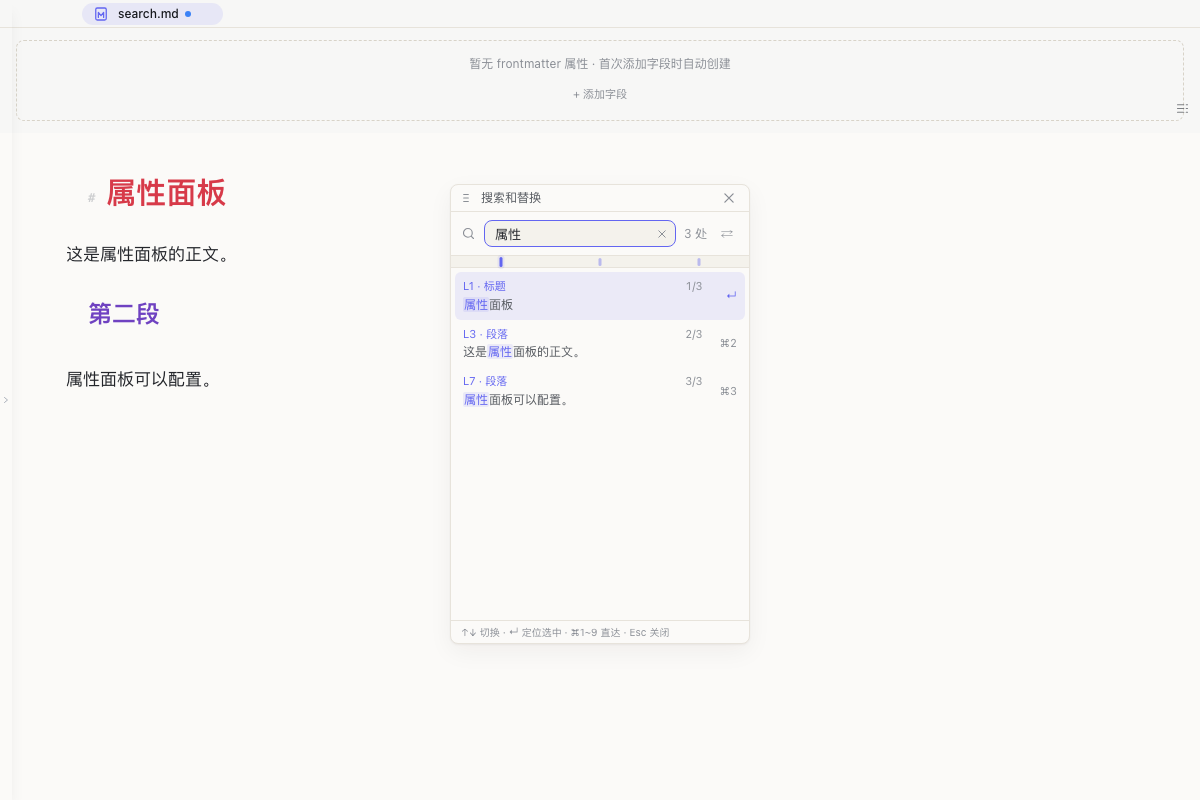 search.md
暂无 frontmatter 属性 · 首次添加字段时自动创建
+ 添加字段
# 属性面板
这是属性面板的正文。
第二段
属性面板可以配置。
搜索和替换
属性
3 处
L1 · 标题 1/3
属性面板
L3 · 段落 2/3
这是属性面板的正文。
⌘2
L7 · 段落 3/3
属性面板可以配置。
⌘3
↑↓ 切换 · ↵ 定位选中 · ⌘1~9 直达 · Esc 关闭